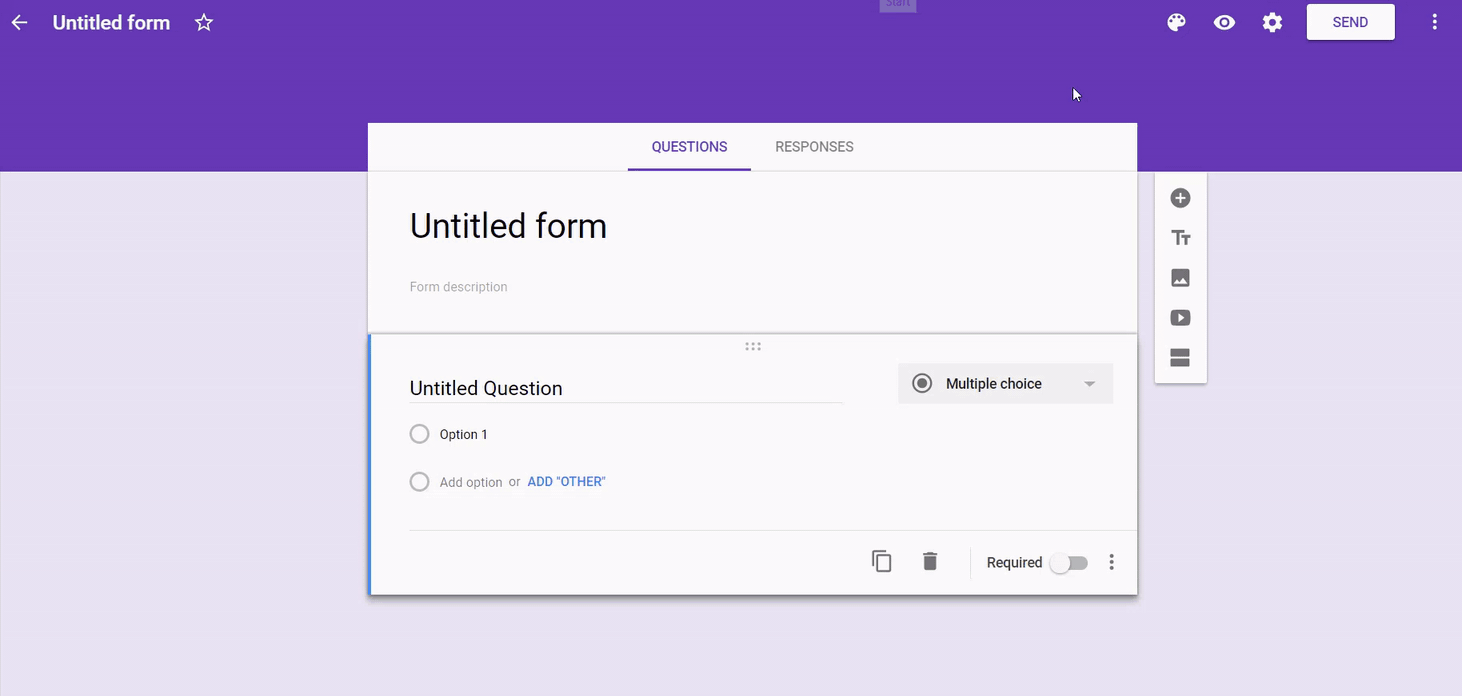 Start
Untitled form
SEND
QUESTIONS RESPONSES
Untitled form
Form description
Untitled Question
Multiple choice
Option 1
Add option or ADD "OTHER"
Required